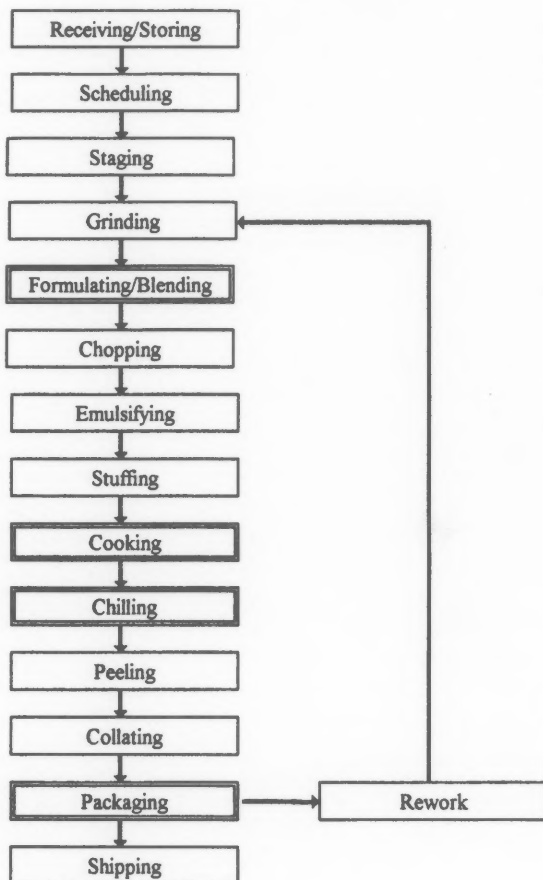 Receiving/Storing
Scheduling
Staging
Grinding
Formulating/Blending
Chopping
Emulsifying
Stuffing
Cooking
Chilling
Peeling
Collating
Packaging
Rework
Shipping